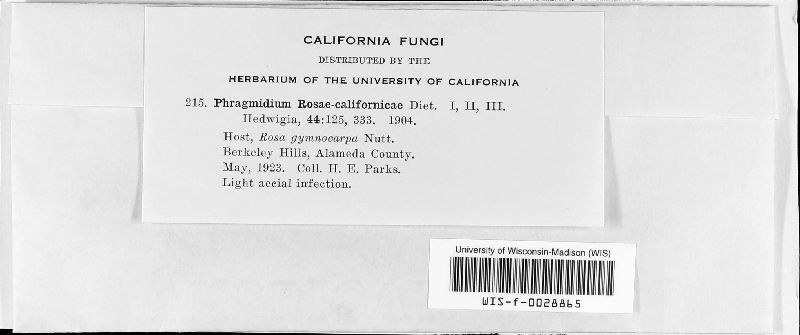 CALIFORNIA FUNGI
DISTRIBUTED BY THE
HERBARIUM OF THE UNIVERSITY OF CALIFORNIA
215. Phragmidium Rosae-californicae Diet. I, II, III.
Hedwigia, 44:125, 333. 1904.
Host, Rosa gymnocarpa Nutt.
Berkeley Hills, Alameda County.
May, 1923. Coll. H. E. Parks.
Light aecial infection.
University of Wisconsin-Madison (WIS)
WIS-f-0028865